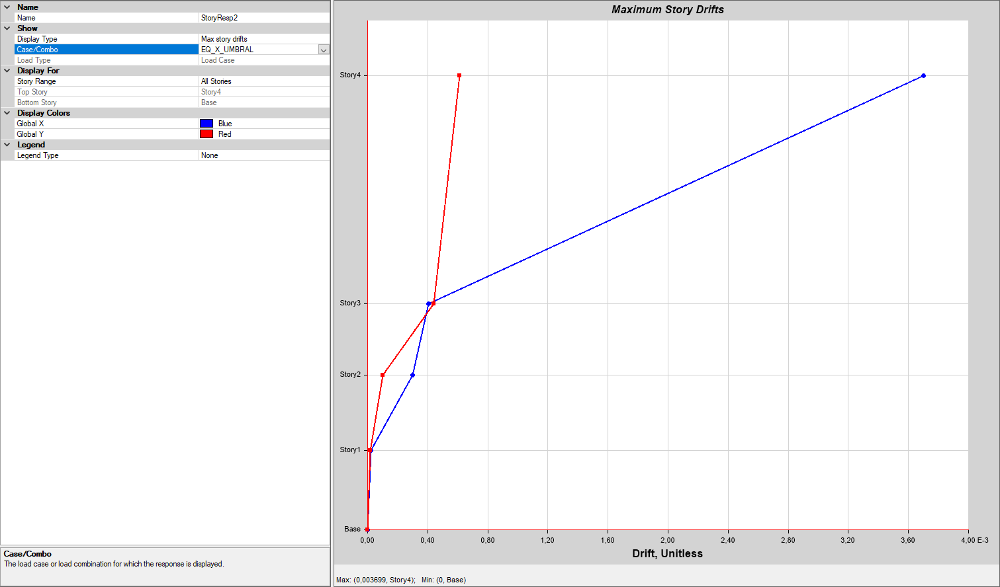 Name
Name StoryResp2
Show
Display Type Max story drifts
Case/Combo EQ_X_UMBRAL
Load Type Load Case
Display For
Story Range All Stories
Top Story Story4
Bottom Story Base
Display Colors
Global X Blue
Global Y Red
Legend
Legend Type None
Case/Combo
The load case or load combination for which the response is displayed.
Maximum Story Drifts
Story4
Story3
Story2
Story1
Base
0,00 0,40 0,80 1,20 1,60 2,00 2,40 2,80 3,20 3,60 4,00 E-3
Drift, Unitless
Max: (0,003699, Story4); Min: (0, Base)